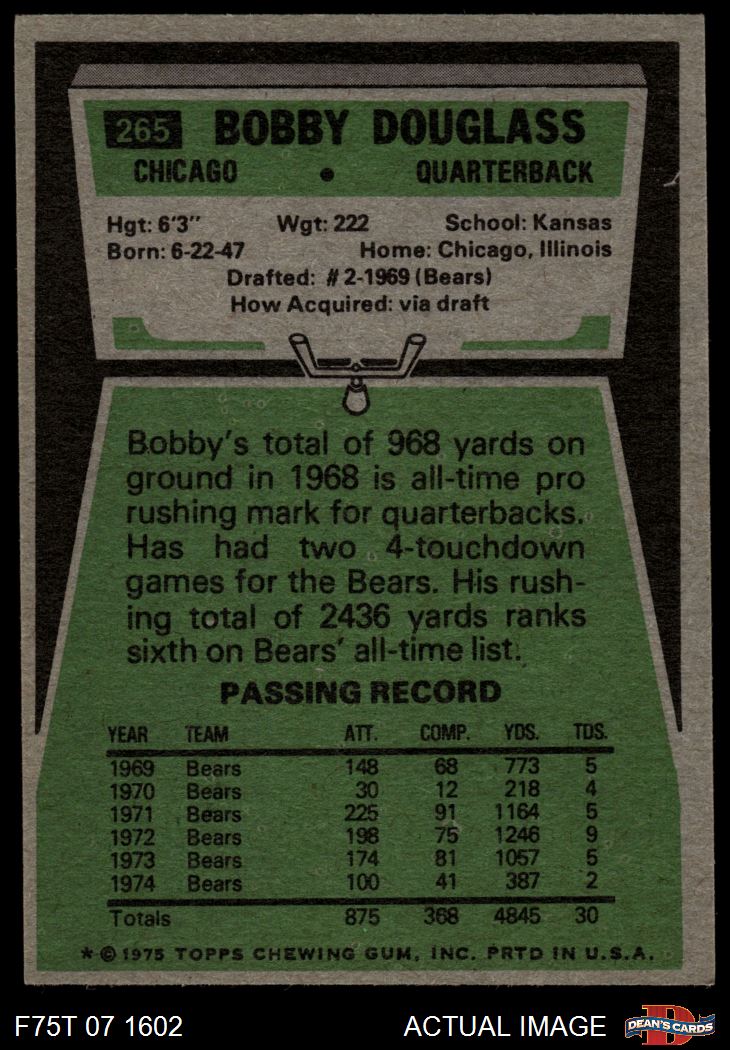 265 BOBBY DOUGLASS
CHICAGO • QUARTERBACK
Hgt: 6'3" Wgt: 222 School: Kansas
Born: 6-22-47 Home: Chicago, Illinois
Drafted: #2-1969 (Bears)
How Acquired: via draft
Bobby's total of 968 yards on
ground in 1968 is all-time pro
rushing mark for quarterbacks.
Has had two 4-touchdown
games for the Bears. His rush-
ing total of 2436 yards ranks
sixth on Bears' all-time list.
PASSING RECORD
YEAR TEAM ATT. COMP. YDS. TDS.
1969 Bears 148 68 773 5
1970 Bears 30 12 218 4
1971 Bears 225 91 1164 5
1972 Bears 198 75 1246 9
1973 Bears 174 81 1057 5
1974 Bears 100 41 387 2
Totals 875 368 4845 30
* © 1975 TOPPS CHEWING GUM, INC. PRTD IN U.S.A.
F75T 07 1602 ACTUAL IMAGE D DEAN'S CARDS